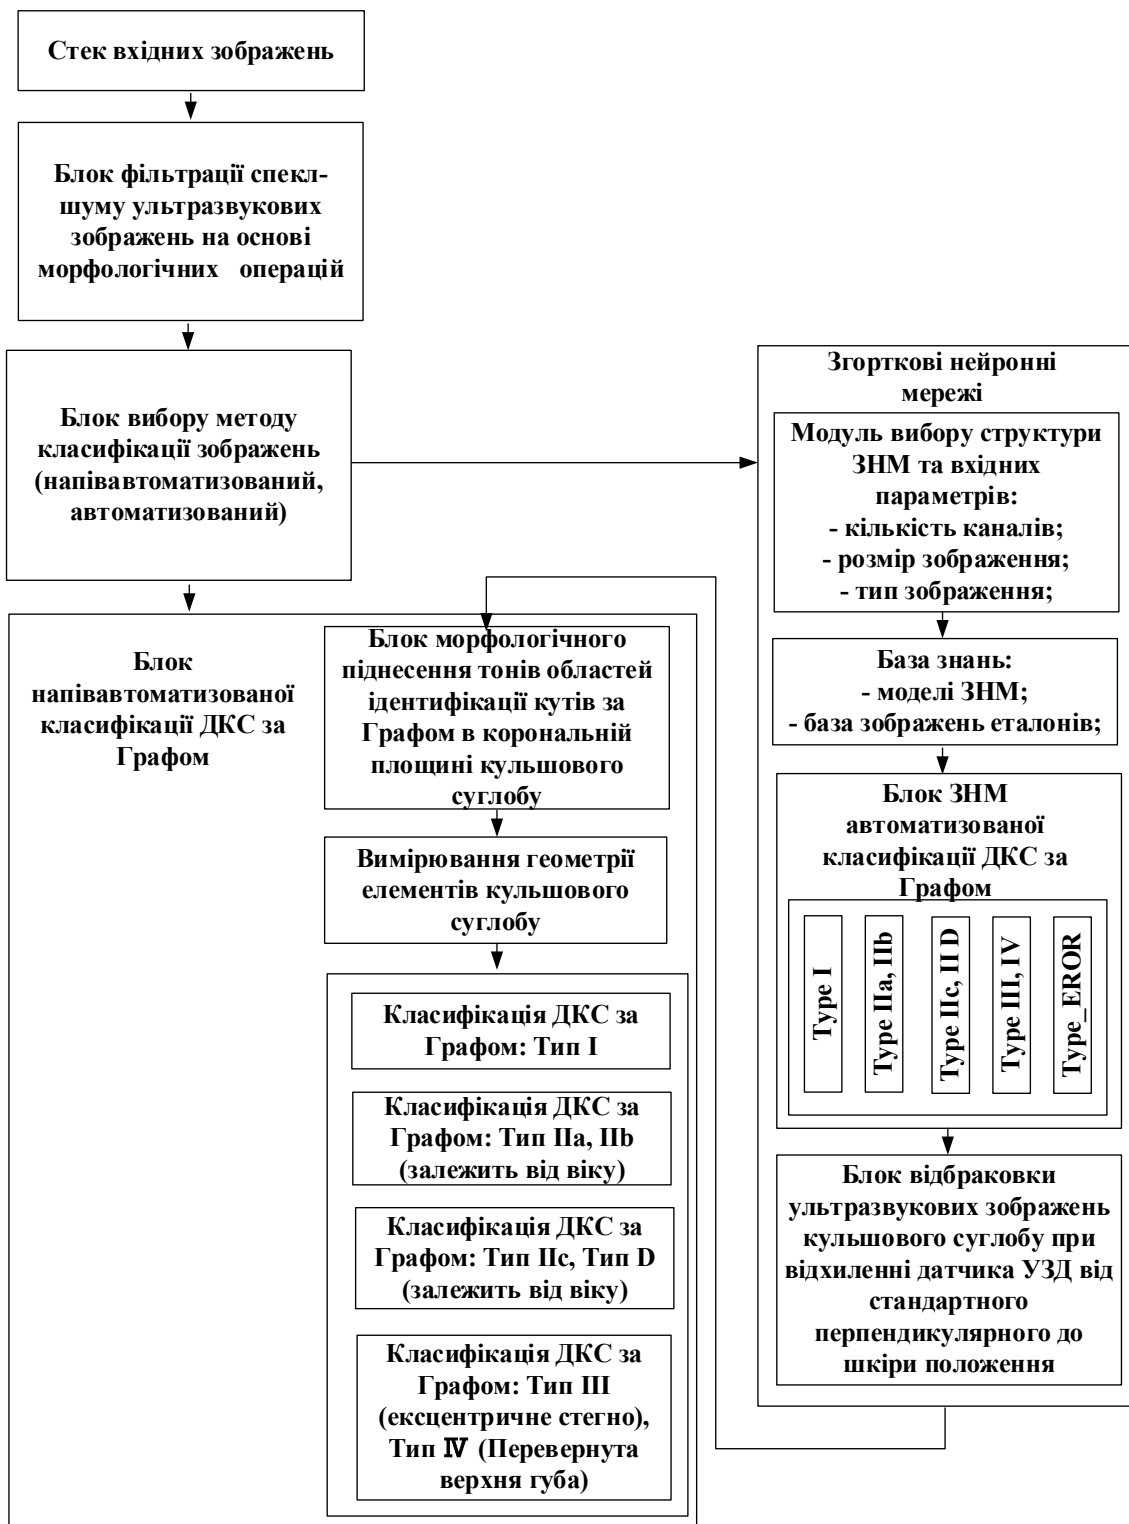 Стек вхідних зображень
Блок фільтрації спекл-
шуму ультразвукових
зображень на основі
морфологічних операцій
Блок вибору методу
класифікації зображень
(напівавтоматизований,
автоматизований)
Блок
напівавтоматизованої
класифікації ДКС за
Графом
Блок морфологічного
піднесення тонів областей
ідентифікації кутів за
Графом в корональній
площині кульшового
суглобу
Вимірювання геометрії
елементів кульшового
суглобу
Класифікація ДКС за
Графом: Тип I
Класифікація ДКС за
Графом: Тип IIa, IIb
(залежить від віку)
Класифікація ДКС за
Графом: Тип IIc, Тип D
(залежить від віку)
Класифікація ДКС за
Графом: Тип III
(ексцентричне стегно),
Тип Ⅳ (Перевернута
верхня губа)
Згорткові нейронні
мережі
Модуль вибору структури
ЗНМ та вхідних
параметрів:
- кількість каналів;
- розмір зображення;
- тип зображення;
База знань:
- моделі ЗНМ;
- база зображень еталонів;
Блок ЗНМ
автоматизованої
класифікації ДКС за
Графом
Type I
Type IIa, IIb
Type IIc, II D
Type III, IV
Type_EROR
Блок відбраковки
ультразвукових зображень
кульшового суглобу при
відхиленні датчика УЗД від
стандартного
перпендикулярного до
шкіри положення